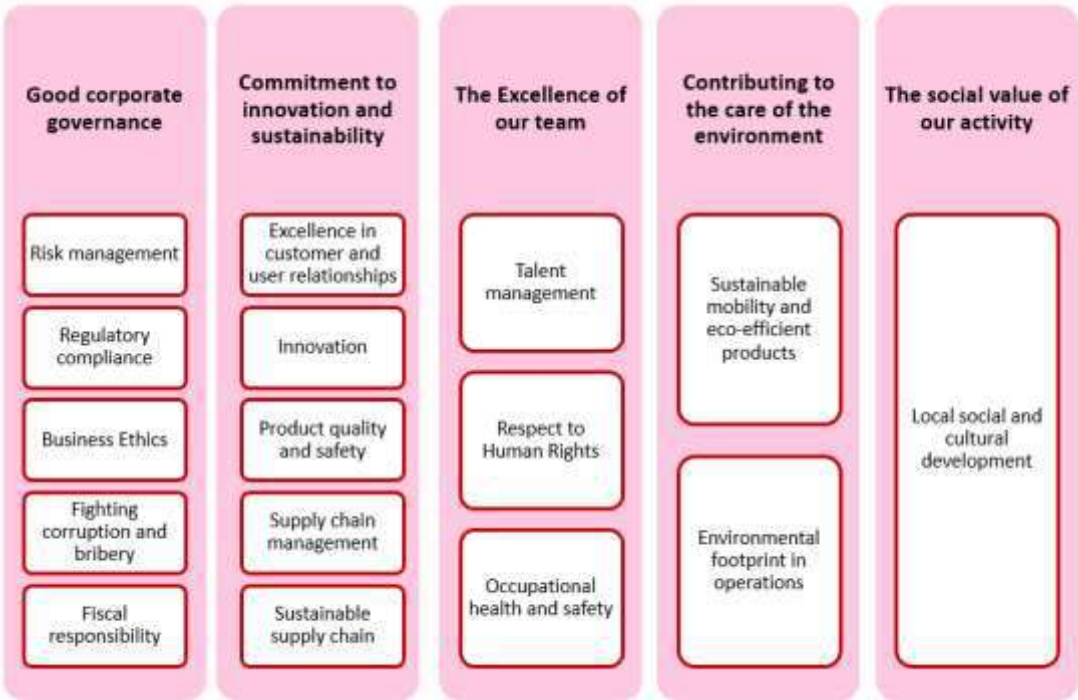 Good corporate
governance
Risk management
Regulatory
compliance
Business Ethics
Fighting
corruption and
bribery
Fiscal
responsibility
Commitment to
innovation and
sustainability
Excellence in
customer and
user relationships
Innovation
Product quality
and safety
Supply chain
management
Sustainable
supply chain
The Excellence of
our team
Talent
management
Respect to
Human Rights
Occupational
health and safety
Contributing to
the care of the
environment
Sustainable
mobility and
eco-efficient
products
Environmental
footprint in
operations
The social value of
our activity
Local social and
cultural
development